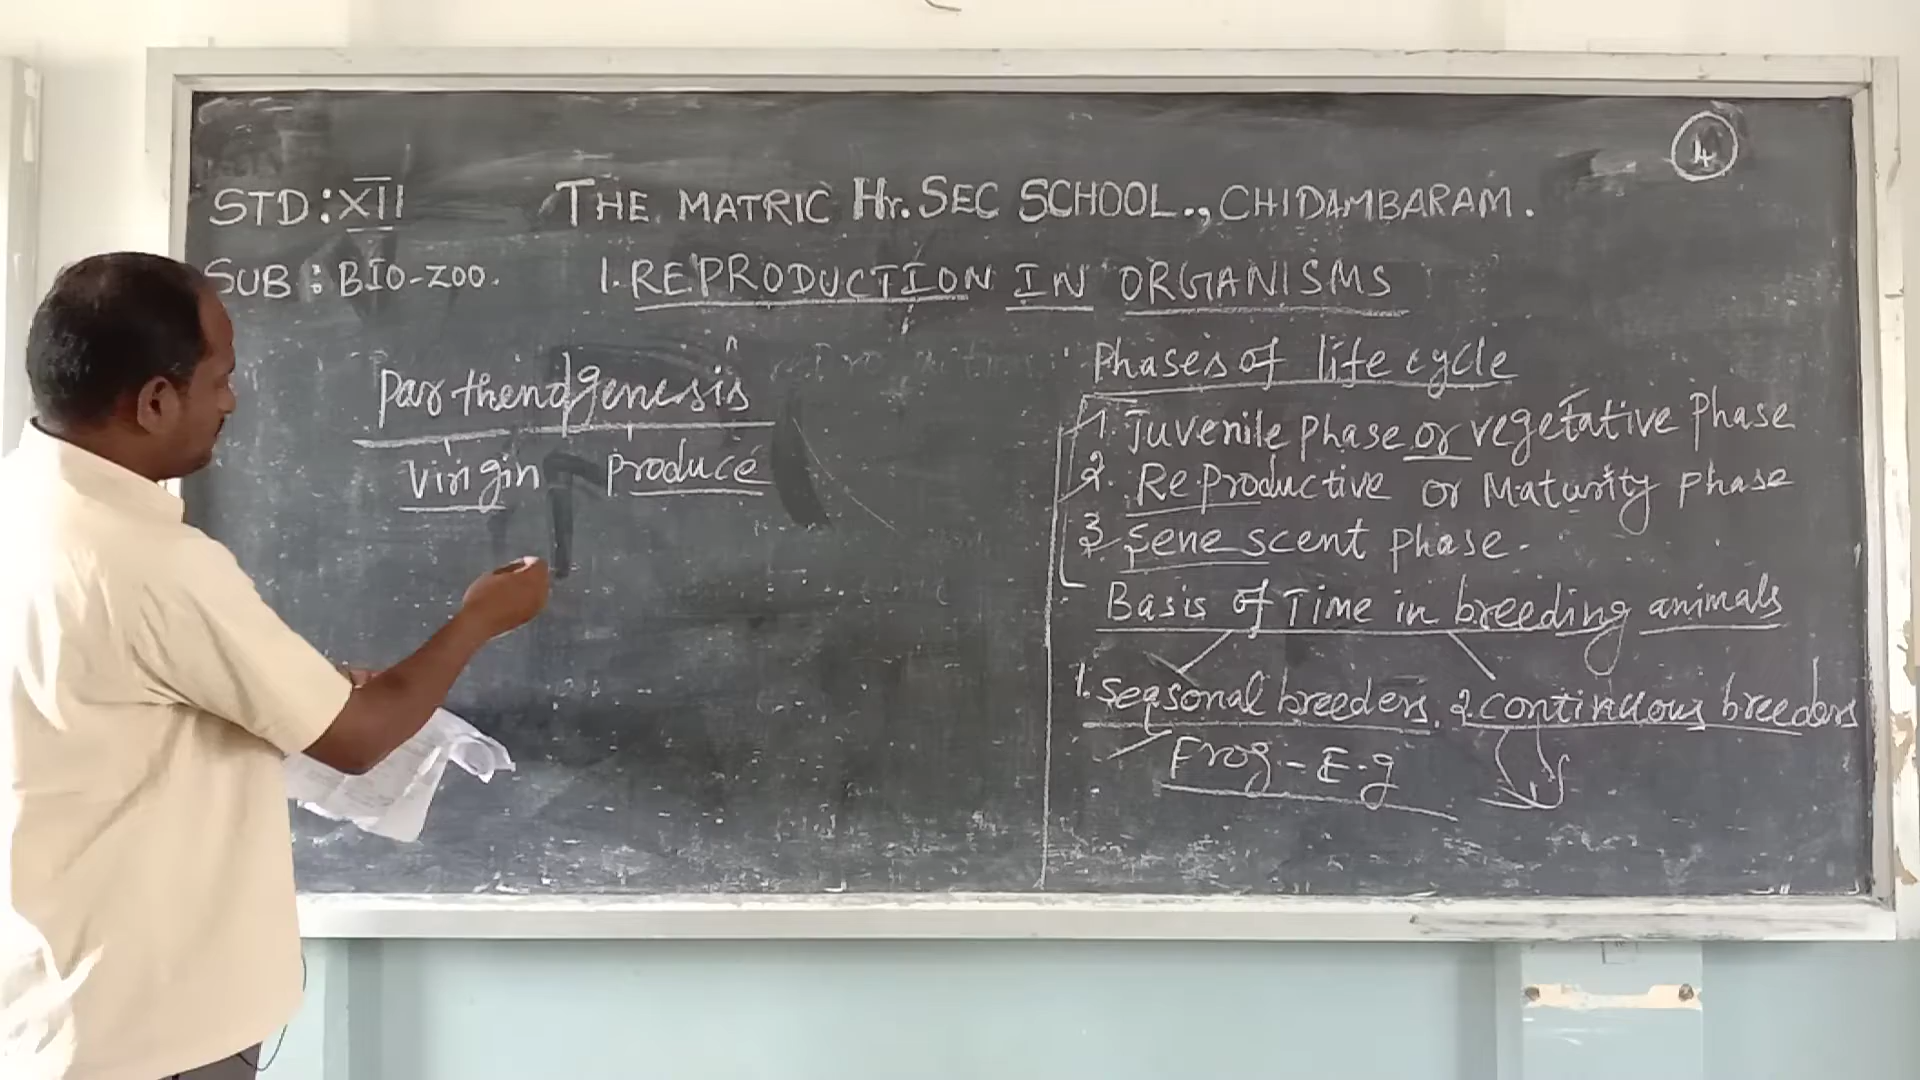 4
STD : XII THE MATRIC Hr. SEC SCHOOL., CHIDAMBARAM.
SUB : BIO-ZOO. 1. REPRODUCTION IN ORGANISMS
Parthenogenesis
Virgin produce
Phases of life cycle
1 Juvenile phase or vegetative phase
2. Reproductive or Maturity phase
3 Senescent phase.
Basis of Time in breeding animals
1. Seasonal breeders. 2. continuous breeders
Frog - E.g